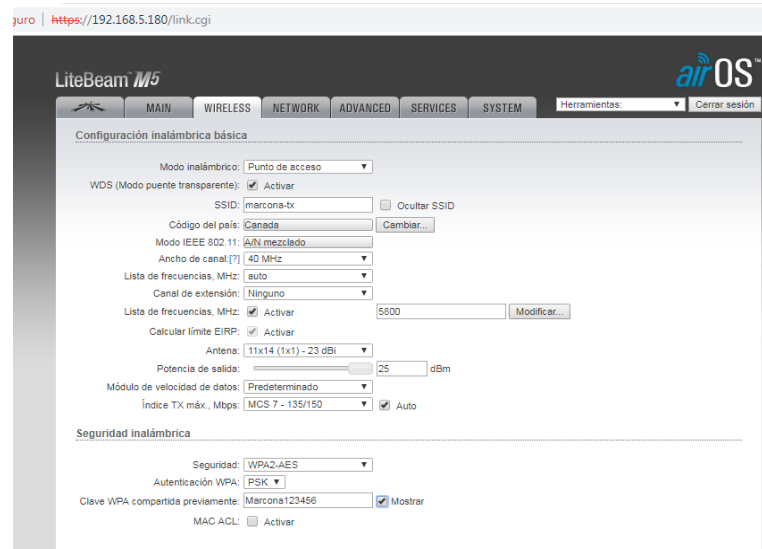 guro | https://192.168.5.180/link.cgi
LiteBeam™ M5 airOS™
MAIN WIRELESS NETWORK ADVANCED SERVICES SYSTEM Herramientas: Cerrar sesión
Configuración inalámbrica básica
Modo inalámbrico: Punto de acceso
WDS (Modo puente transparente): Activar
SSID: marcona-tx Ocultar SSID
Código del país: Canada Cambiar...
Modo IEEE 802.11: A/N mezclado
Ancho de canal:[?] 40 MHz
Lista de frecuencias, MHz: auto
Canal de extensión: Ninguno
Lista de frecuencias, MHz: Activar 5800 Modificar...
Calcular límite EIRP: Activar
Antena: 11x14 (1x1) - 23 dBi
Potencia de salida: 25 dBm
Módulo de velocidad de datos: Predeterminado
Índice TX máx., Mbps: MCS 7 - 135/150 Auto
Seguridad inalámbrica
Seguridad: WPA2-AES
Autenticación WPA: PSK
Clave WPA compartida previamente: Marcona123456 Mostrar
MAC ACL: Activar